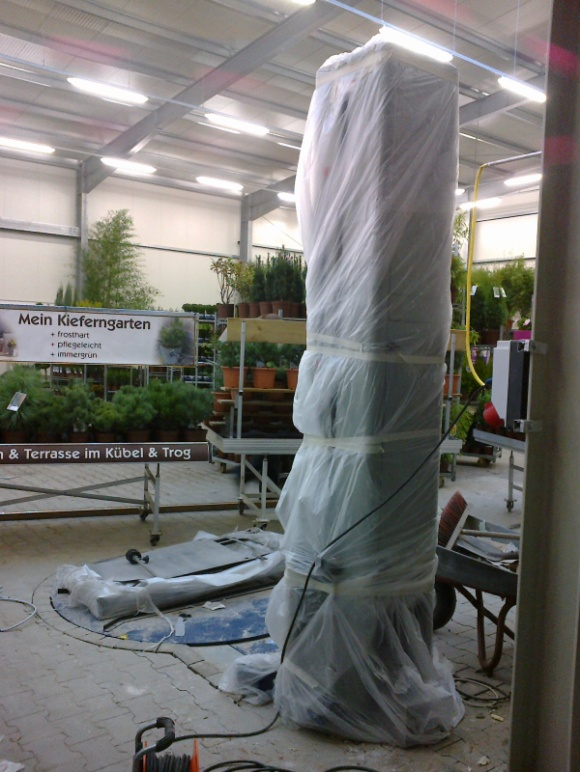 Mein Kieferngarten
+ frosthart
+ pflegeleicht
+ immergrün
& Terrasse im Kübel & Trog